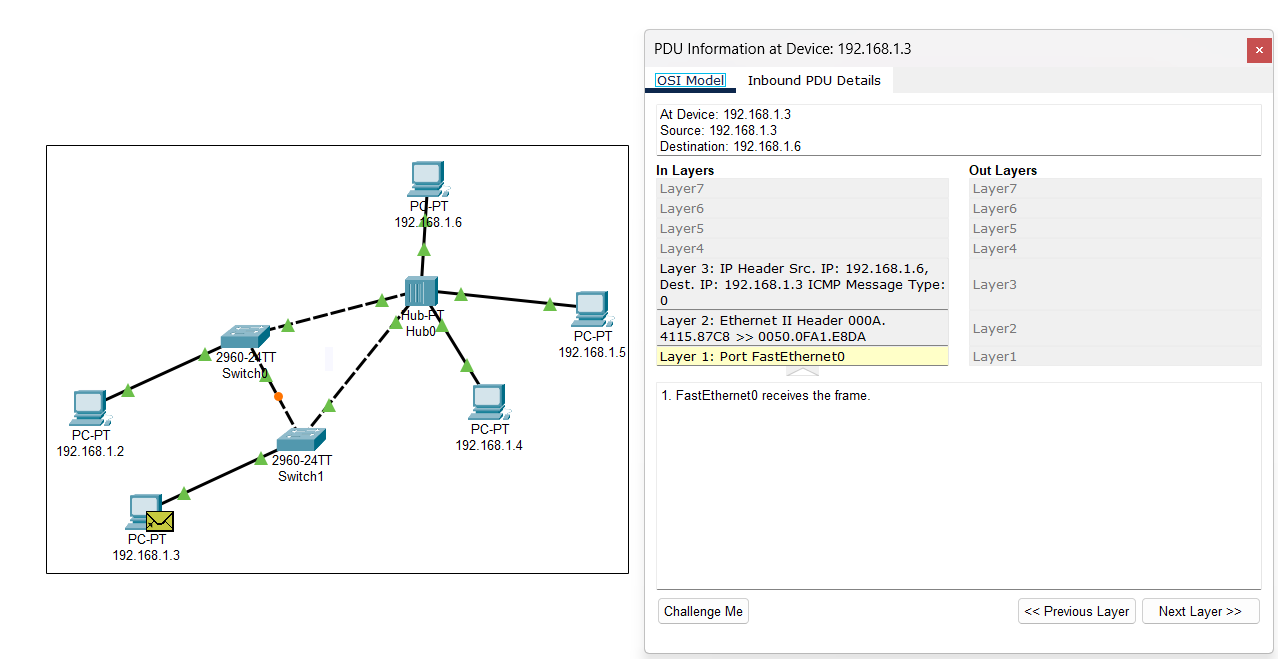 PC-PT
192.168.1.6
Hub-PT
Hub0
PC-PT
192.168.1.5
2960-24TT
Switch0
PC-PT
192.168.1.2
PC-PT
192.168.1.4
2960-24TT
Switch1
PC-PT
192.168.1.3
PDU Information at Device: 192.168.1.3
OSI Model
Inbound PDU Details
At Device: 192.168.1.3
Source: 192.168.1.3
Destination: 192.168.1.6
In Layers
Layer7
Layer6
Layer5
Layer4
Layer 3: IP Header Src. IP: 192.168.1.6,
Dest. IP: 192.168.1.3 ICMP Message Type:
0
Layer 2: Ethernet II Header 000A.
4115.87C8 >> 0050.0FA1.E8DA
Layer 1: Port FastEthernet0
Out Layers
Layer7
Layer6
Layer5
Layer4
Layer3
Layer2
Layer1
1. FastEthernet0 receives the frame.
Challenge Me
<< Previous Layer
Next Layer >>